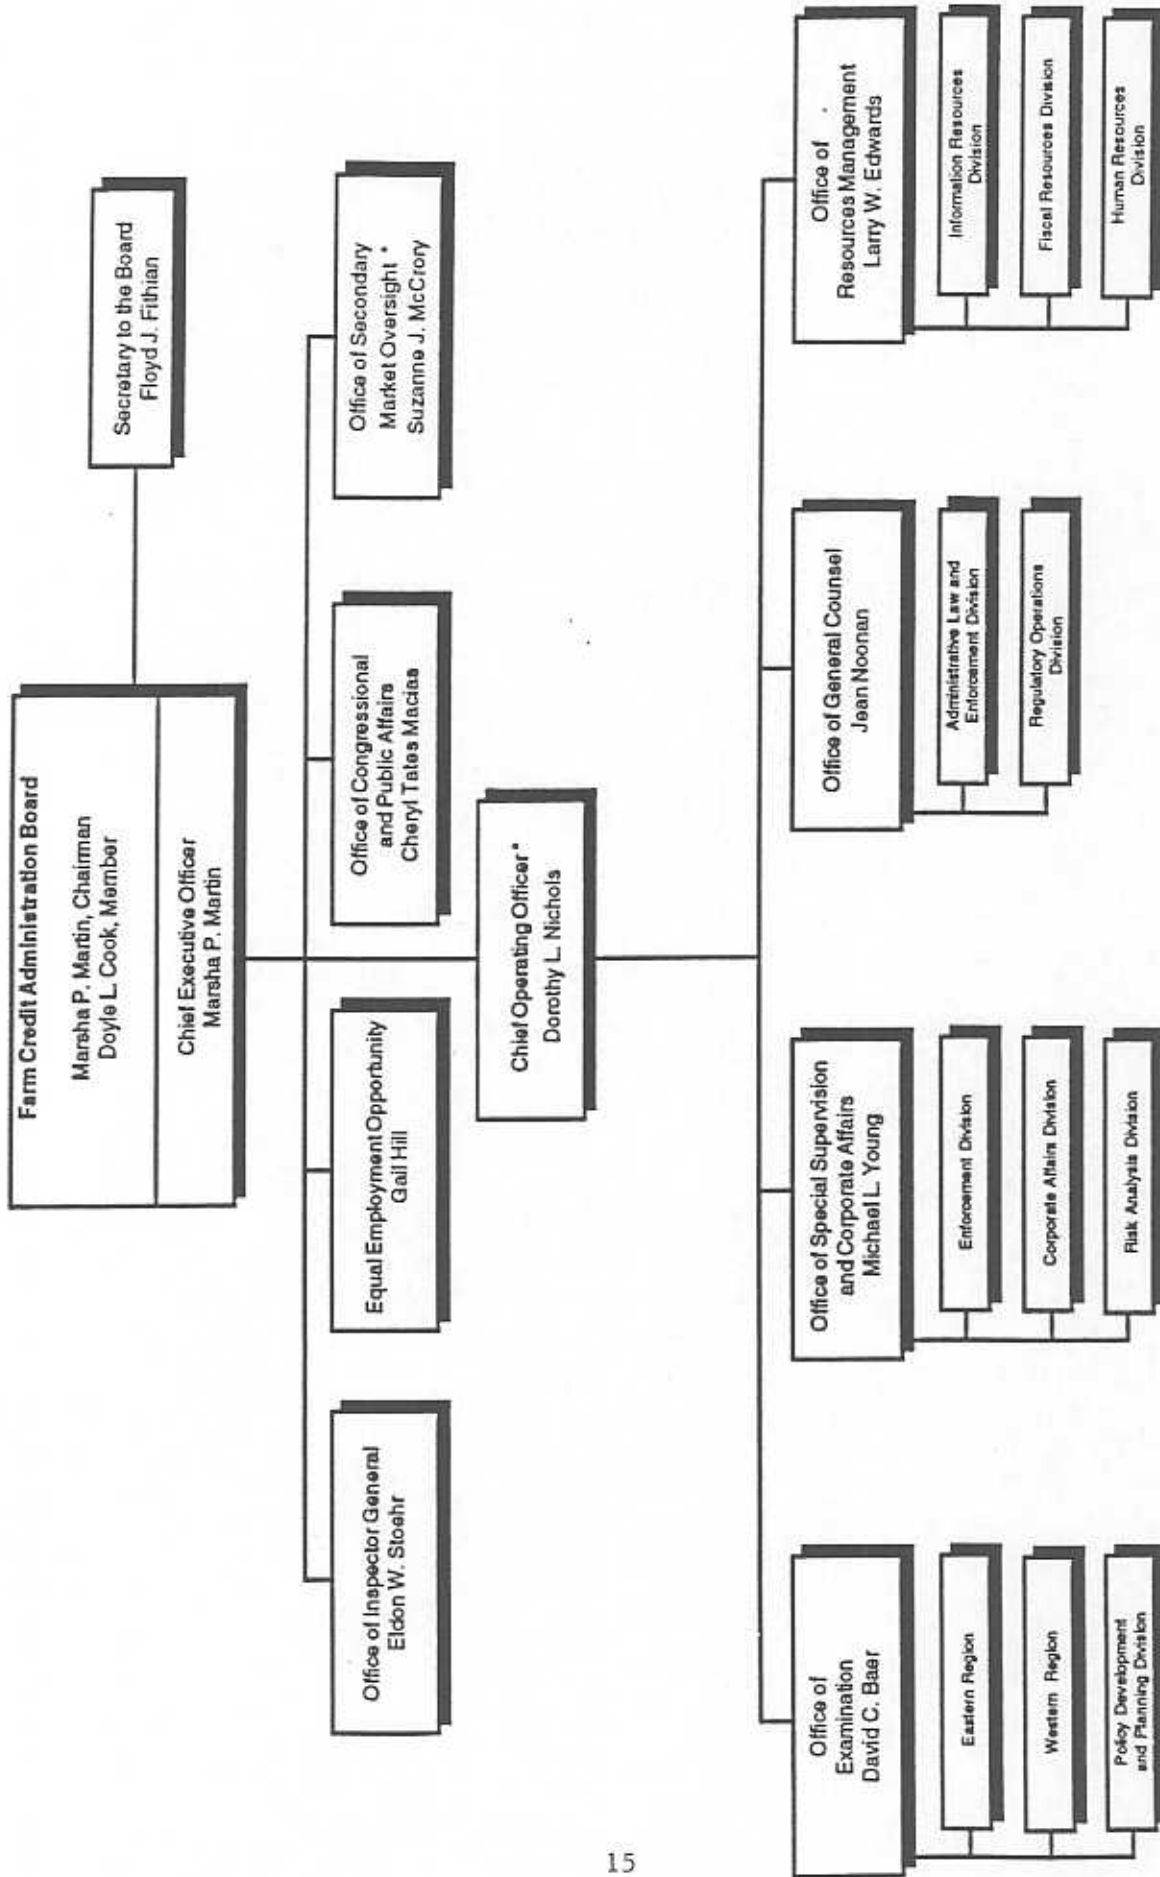 Farm Credit Administration Board
Marsha P. Martin, Chairman
Doyle L. Cook, Member
Chief Executive Officer
Marsha P. Martin
Secretary to the Board
Floyd J. Fithian
Office of Inspector General
Eldon W. Stoehr
Equal Employment Opportunity
Gail Hill
Office of Congressional
and Public Affairs
Cheryl Tates Macias
Office of Secondary
Market Oversight *
Suzanne J. McCrory
Chief Operating Officer *
Dorothy L. Nichols
Office of
Examination
David C. Baer
Eastern Region
Western Region
Policy Development
and Planning Division
Office of Special Supervision
and Corporate Affairs
Michael L. Young
Enforcement Division
Corporate Affairs Division
Risk Analysis Division
Office of General Counsel
Jean Noonan
Administrative Law and
Enforcement Division
Regulatory Operations
Division
Office of
Resources Management
Larry W. Edwards
Information Resources
Division
Fiscal Resources Division
Human Resources
Division
15